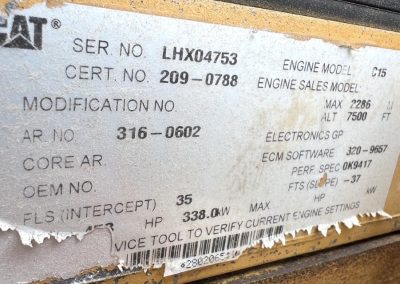 CAT
SER. NO. LHX04753 ENGINE MODEL C15
CERT. NO. 209-0788 ENGINE SALES MODEL
MODIFICATION NO. MAX 2286 M
ALT 7500 FT
AR. NO. 316-0602 ELECTRONICS GP
CORE AR. ECM SOFTWARE 320-9657
OEM NO. PERF. SPEC 0K9417
FLS (INTERCEPT) 35 FTS (SLOPE) -37
HP 338.0 kW MAX HP kW
VICE TOOL TO VERIFY CURRENT ENGINE SETTINGS